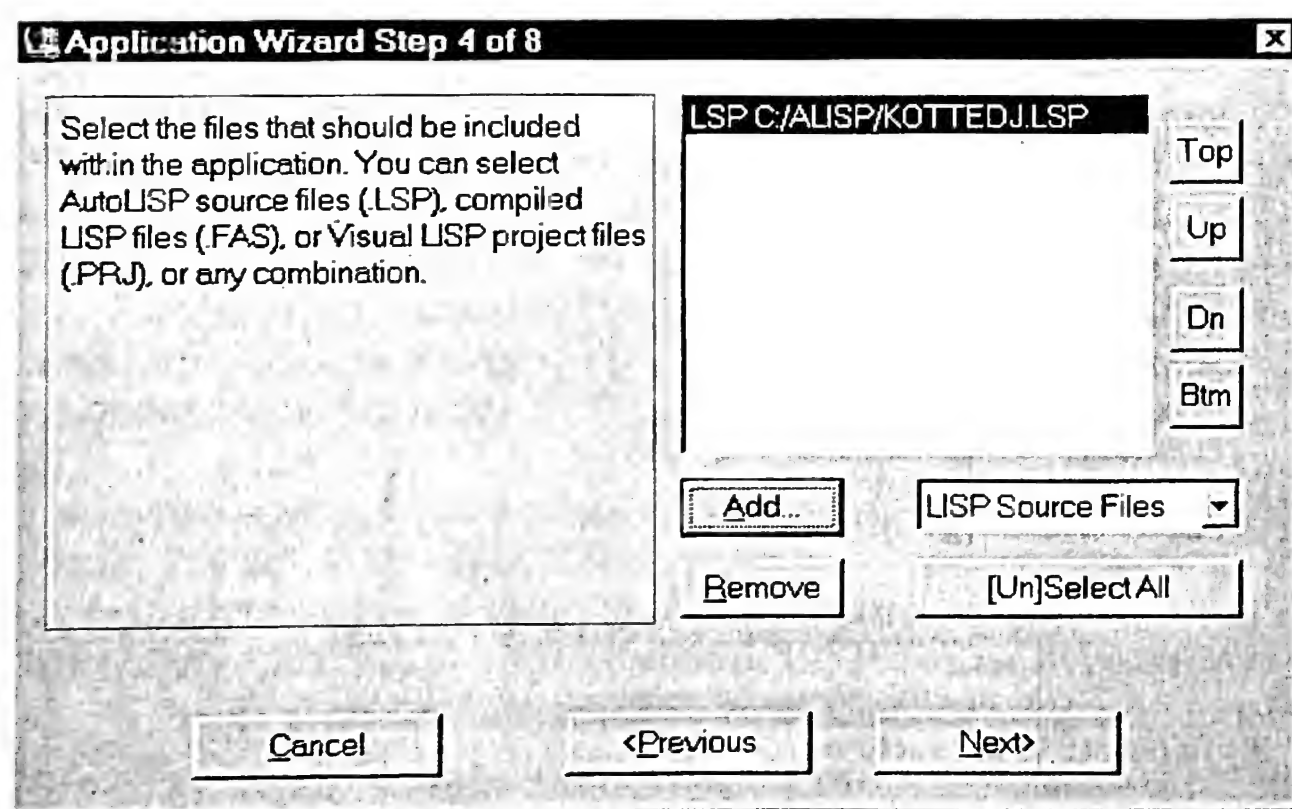 Application Wizard Step 4 of 8
Select the files that should be included
within the application. You can select
AutoLISP source files (.LSP), compiled
LISP files (.FAS), or Visual LISP project files
(.PRJ), or any combination.
LSP C:/ALISP/KOTTEDJ.LSP
Top
Up
Dn
Btm
Add...
LISP Source Files
Remove
[Un]Select All
Cancel
<Previous
Next>